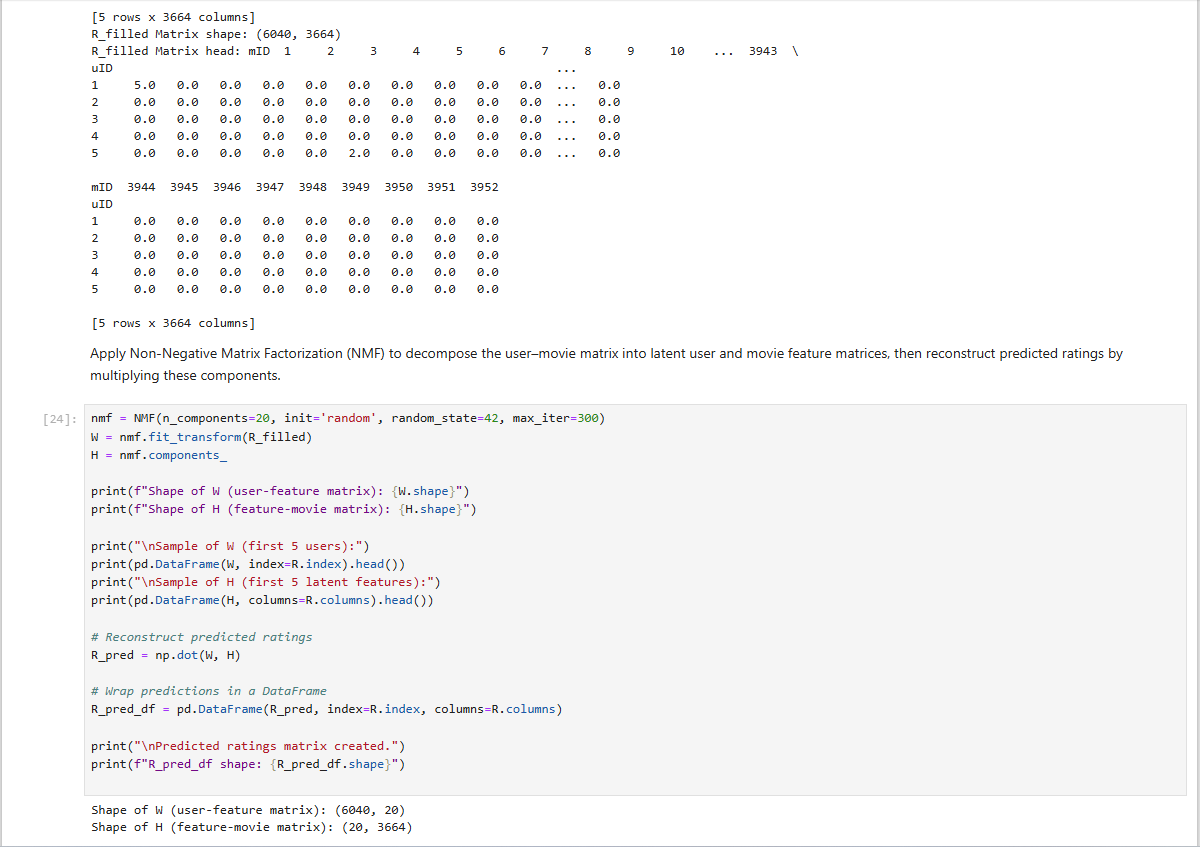 [5 rows x 3664 columns]
R_filled Matrix shape: (6040, 3664)
R_filled Matrix head: mID  1     2     3     4     5     6     7     8     9     10    ...  3943  \
uID                                                              ...
1     5.0   0.0   0.0   0.0   0.0   0.0   0.0   0.0   0.0   0.0  ...   0.0
2     0.0   0.0   0.0   0.0   0.0   0.0   0.0   0.0   0.0   0.0  ...   0.0
3     0.0   0.0   0.0   0.0   0.0   0.0   0.0   0.0   0.0   0.0  ...   0.0
4     0.0   0.0   0.0   0.0   0.0   0.0   0.0   0.0   0.0   0.0  ...   0.0
5     0.0   0.0   0.0   0.0   0.0   2.0   0.0   0.0   0.0   0.0  ...   0.0
mID  3944  3945  3946  3947  3948  3949  3950  3951  3952
uID
1     0.0   0.0   0.0   0.0   0.0   0.0   0.0   0.0   0.0
2     0.0   0.0   0.0   0.0   0.0   0.0   0.0   0.0   0.0
3     0.0   0.0   0.0   0.0   0.0   0.0   0.0   0.0   0.0
4     0.0   0.0   0.0   0.0   0.0   0.0   0.0   0.0   0.0
5     0.0   0.0   0.0   0.0   0.0   0.0   0.0   0.0   0.0
[5 rows x 3664 columns]
Apply Non-Negative Matrix Factorization (NMF) to decompose the user–movie matrix into latent user and movie feature matrices, then reconstruct predicted ratings by
multiplying these components.
[24]: nmf = NMF(n_components=20, init='random', random_state=42, max_iter=300)
W = nmf.fit_transform(R_filled)
H = nmf.components_
print(f"Shape of W (user-feature matrix): {W.shape}")
print(f"Shape of H (feature-movie matrix): {H.shape}")
print("\nSample of W (first 5 users):")
print(pd.DataFrame(W, index=R.index).head())
print("\nSample of H (first 5 latent features):")
print(pd.DataFrame(H, columns=R.columns).head())
# Reconstruct predicted ratings
R_pred = np.dot(W, H)
# Wrap predictions in a DataFrame
R_pred_df = pd.DataFrame(R_pred, index=R.index, columns=R.columns)
print("\nPredicted ratings matrix created.")
print(f"R_pred_df shape: {R_pred_df.shape}")
Shape of W (user-feature matrix): (6040, 20)
Shape of H (feature-movie matrix): (20, 3664)